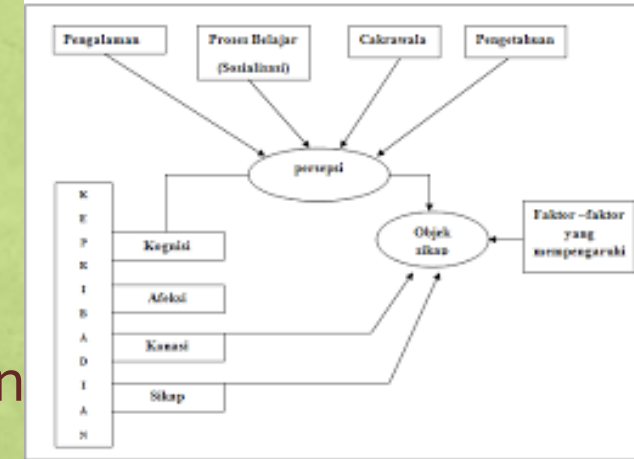 Pengalaman
Proses Belajar
(Sosialisasi)
Cakrawala
Pengetahuan
persepsi
K
E
P
R
I
B
A
D
I
A
N
Kognisi
Afeksi
Konasi
Sikap
Objek
sikap
Faktor –faktor
yang
mempengaruhi
n